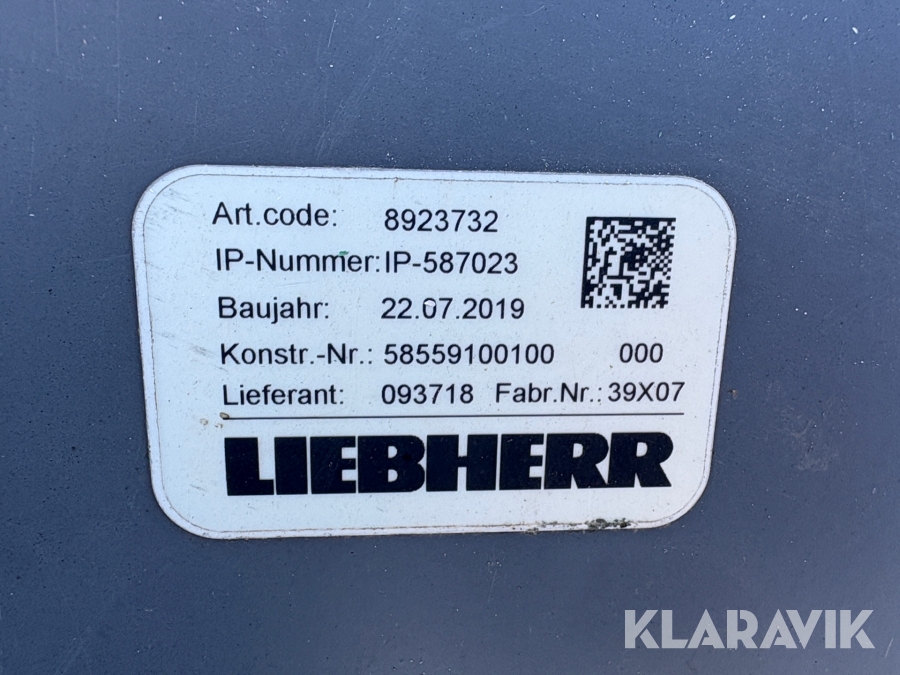 Art.code: 8923732
IP-Nummer: IP-587023
Baujahr: 22.07.2019
Konstr.-Nr.: 58559100100 000
Lieferant: 093718 Fabr.Nr.: 39X07
LIEBHERR
KLARAVIK